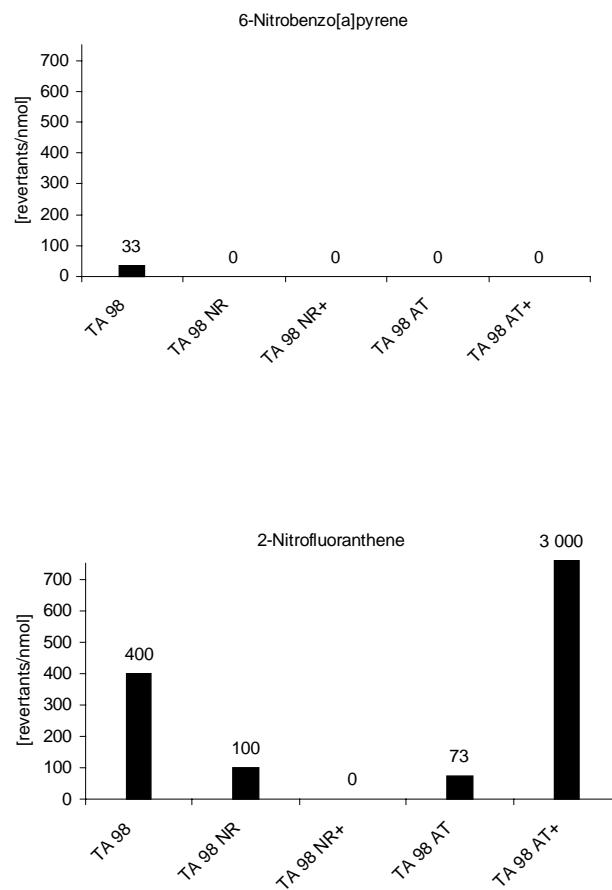 6-Nitrobenzo[a]pyrene
[revertants/nmol]
700
600
500
400
300
200
100
0
33
0
0
0
0
TA 98
TA 98 NR
TA 98 NR+
TA 98 AT
TA 98 AT+
2-Nitrofluoranthene
[revertants/nmol]
700
600
500
400
300
200
100
0
400
100
0
73
3 000
TA 98
TA 98 NR
TA 98 NR+
TA 98 AT
TA 98 AT+